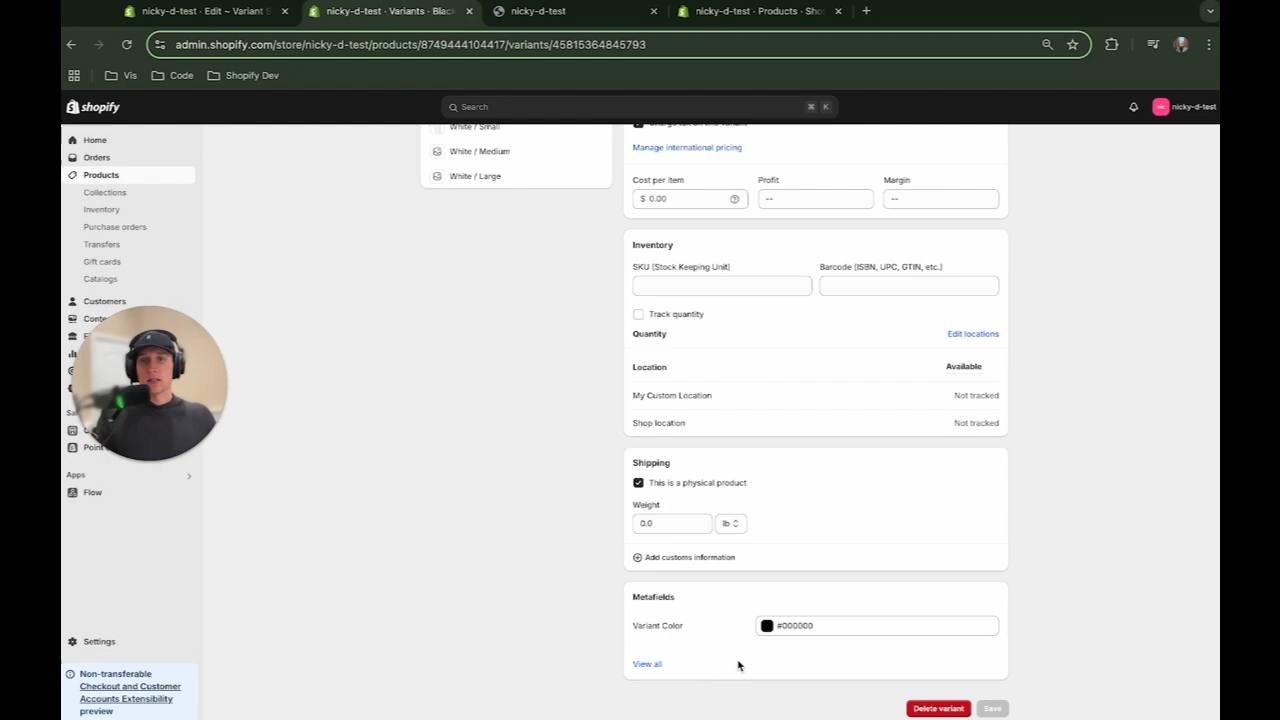 nicky-d-test · Edit ~ Variant S
nicky-d-test · Variants · Blac
nicky-d-test
nicky-d-test · Products · Sho
admin.shopify.com/store/nicky-d-test/products/8749444104417/variants/45815364845793
Vis
Code
Shopify Dev
shopify
Search
⌘ K
nicky-d-test
Home
Orders
Products
Collections
Inventory
Purchase orders
Transfers
Gift cards
Catalogs
Customers
Conte
Sal
Point
Apps
Flow
Settings
Non-transferable
Checkout and Customer
Accounts Extensibility
preview
White / Small
White / Medium
White / Large
Manage international pricing
Cost per item
Profit
Margin
$ 0.00
--
--
Inventory
SKU (Stock Keeping Unit)
Barcode (ISBN, UPC, GTIN, etc.)
Track quantity
Quantity
Edit locations
Location
Available
My Custom Location
Not tracked
Shop location
Not tracked
Shipping
This is a physical product
Weight
0.0
lb
Add customs information
Metafields
Variant Color
#000000
View all
Delete variant
Save